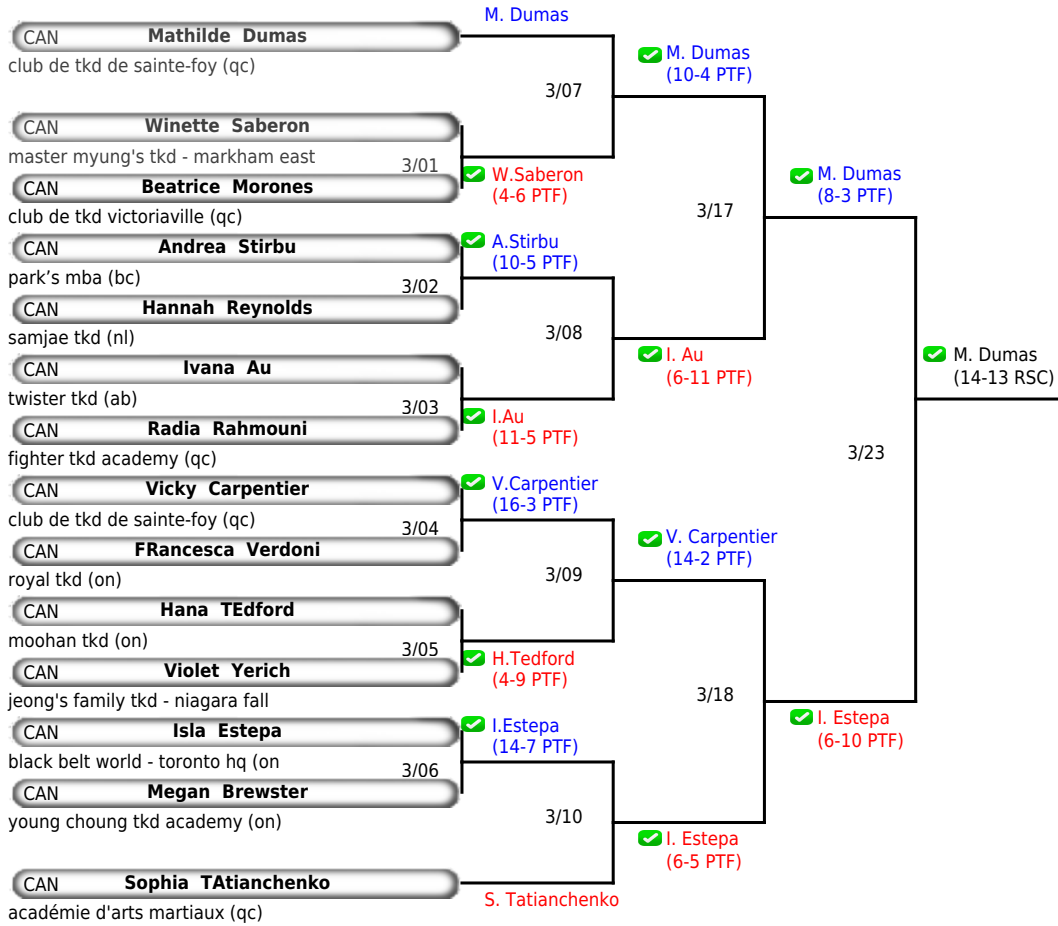 M. Dumas
CAN Mathilde Dumas
club de tkd de sainte-foy (qc)
M. Dumas
(10-4 PTF)
3/07
CAN Winette Saberon
master myung's tkd - markham east
3/01
W.Saberon
(4-6 PTF)
CAN Beatrice Morones
club de tkd victoriaville (qc)
M. Dumas
(8-3 PTF)
3/17
CAN Andrea Stirbu
A.Stirbu
(10-5 PTF)
park’s mba (bc)
3/02
CAN Hannah Reynolds
samjae tkd (nl)
3/08
CAN Ivana Au
I. Au
(6-11 PTF)
M. Dumas
(14-13 RSC)
twister tkd (ab)
3/03
I.Au
(11-5 PTF)
CAN Radia Rahmouni
fighter tkd academy (qc)
3/23
CAN Vicky Carpentier
V.Carpentier
(16-3 PTF)
club de tkd de sainte-foy (qc)
3/04
V. Carpentier
(14-2 PTF)
CAN FRancesca Verdoni
royal tkd (on)
3/09
CAN Hana TEdford
moohan tkd (on)
3/05
H.Tedford
(4-9 PTF)
CAN Violet Yerich
jeong's family tkd - niagara fall
3/18
CAN Isla Estepa
I.Estepa
(14-7 PTF)
I. Estepa
(6-10 PTF)
black belt world - toronto hq (on
3/06
CAN Megan Brewster
young choung tkd academy (on)
3/10
I. Estepa
(6-5 PTF)
CAN Sophia TAtianchenko
S. Tatianchenko
académie d'arts martiaux (qc)